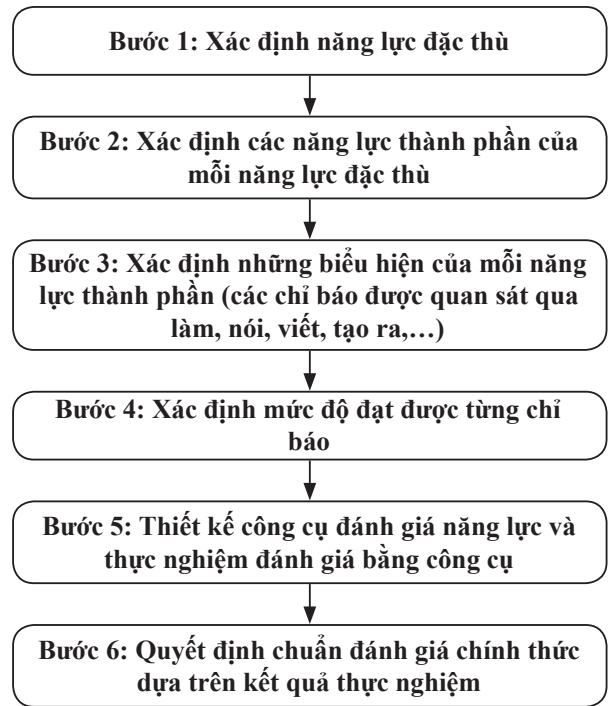 Bước 1: Xác định năng lực đặc thù
Bước 2: Xác định các năng lực thành phần của
mỗi năng lực đặc thù
Bước 3: Xác định những biểu hiện của mỗi năng
lực thành phần (các chỉ báo được quan sát qua
làm, nói, viết, tạo ra,…)
Bước 4: Xác định mức độ đạt được từng chỉ
báo
Bước 5: Thiết kế công cụ đánh giá năng lực và
thực nghiệm đánh giá bằng công cụ
Bước 6: Quyết định chuẩn đánh giá chính thức
dựa trên kết quả thực nghiệm